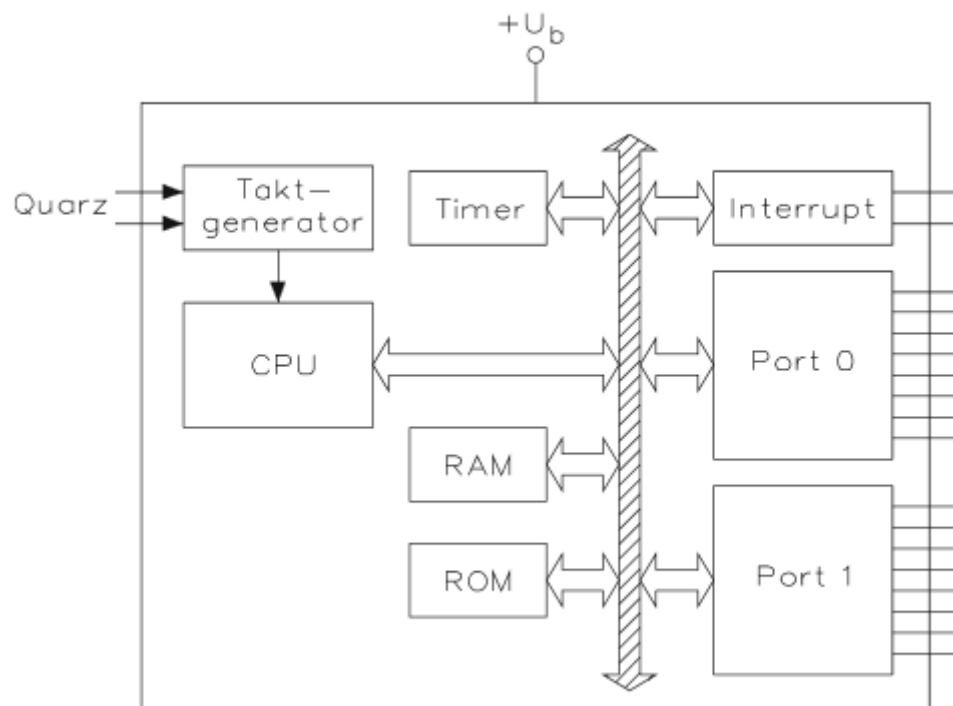 +Ub
Quarz
Takt-
generator
Timer
Interrupt
CPU
Port 0
RAM
ROM
Port 1